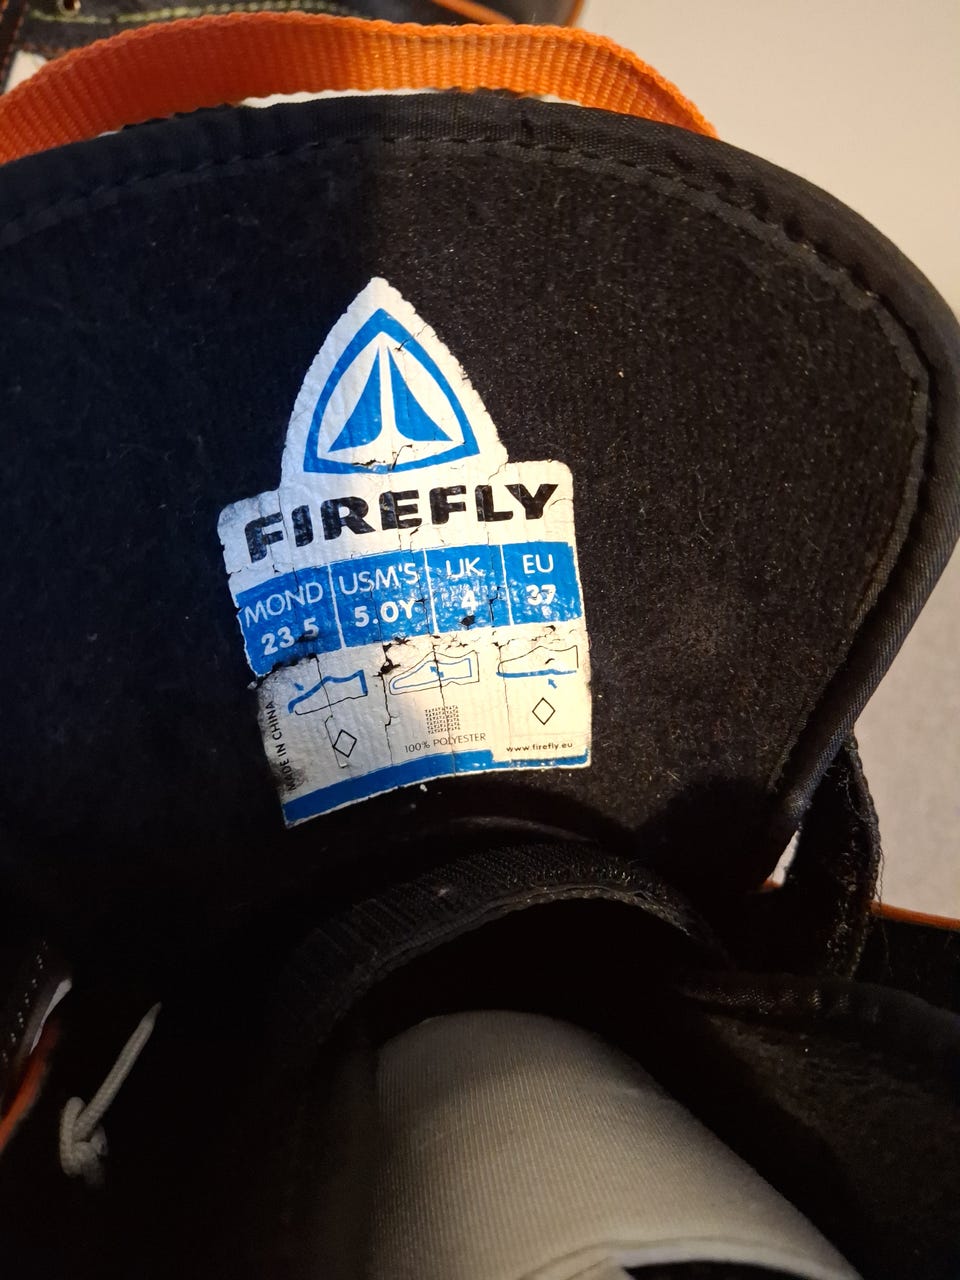 FIREFLY
MOND USM'S UK EU
23.5 5.0Y 4 37
MADE IN CHINA
100% POLYESTER
www.firefly.eu